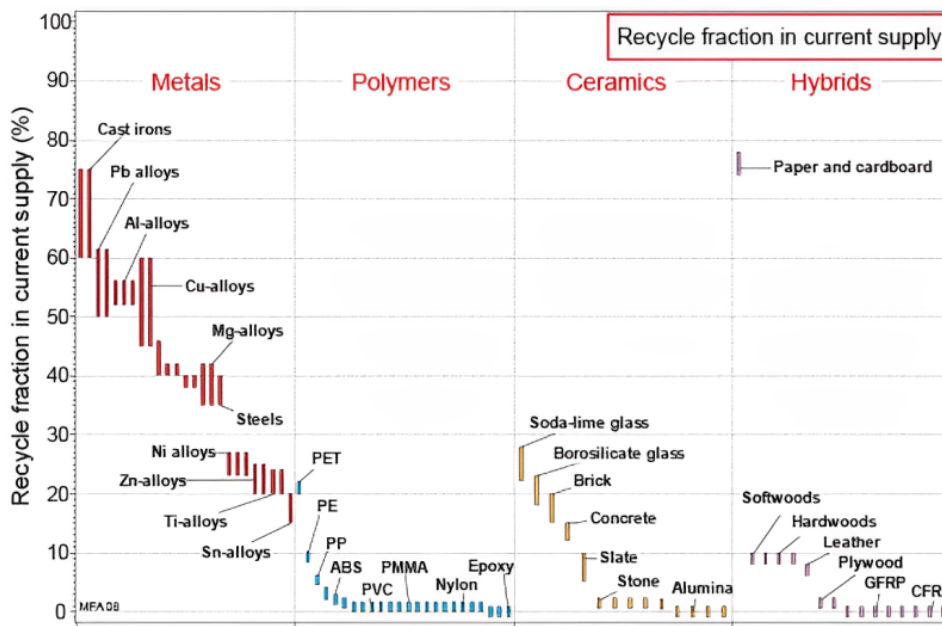 Recycle fraction in current supply
Metals
Polymers
Ceramics
Hybrids
Recycle fraction in current supply (%)
100
90
80
70
60
50
40
30
20
10
0
Cast irons
Pb alloys
Al-alloys
Cu-alloys
Mg-alloys
Steels
Ni alloys
Zn-alloys
Ti-alloys
Sn-alloys
PET
PE
PP
ABS
PVC
PMMA
Nylon
Epoxy
Soda-lime glass
Borosilicate glass
Brick
Concrete
Slate
Stone
Alumina
Paper and cardboard
Softwoods
Hardwoods
Leather
Plywood
GFRP
CFR
MFA 08